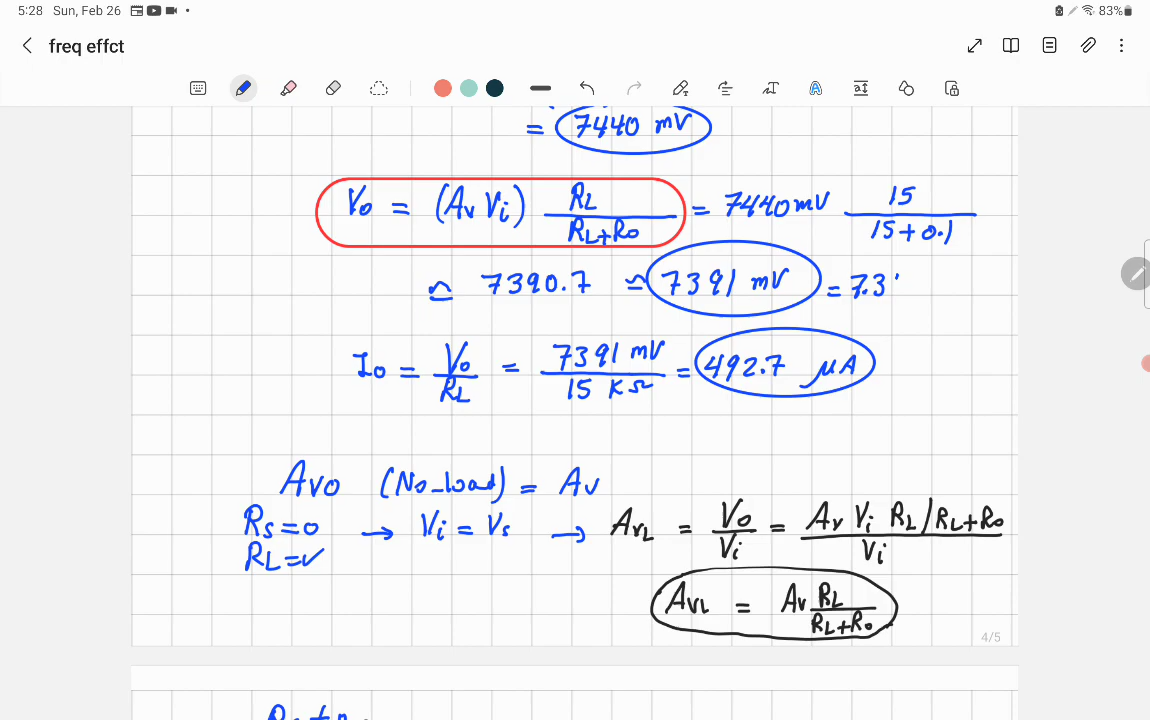 5:28 Sun, Feb 26
83%
freq effct
= 7440 mV
Vo = (Av Vi) RL / RL+Ro = 7440 mV 15 / 15+0.1
≃ 7390.7 ≃ 7391 mV = 7.3
Io = Vo / RL = 7391 mV / 15 KΩ = 492.7 μA
Avo (No-load) = Av
Rs=0 → Vi = Vs → AvL = Vo / Vi = Av Vi RL/RL+Ro / Vi
RL=✓
AvL = Av RL / RL+Ro
4/5